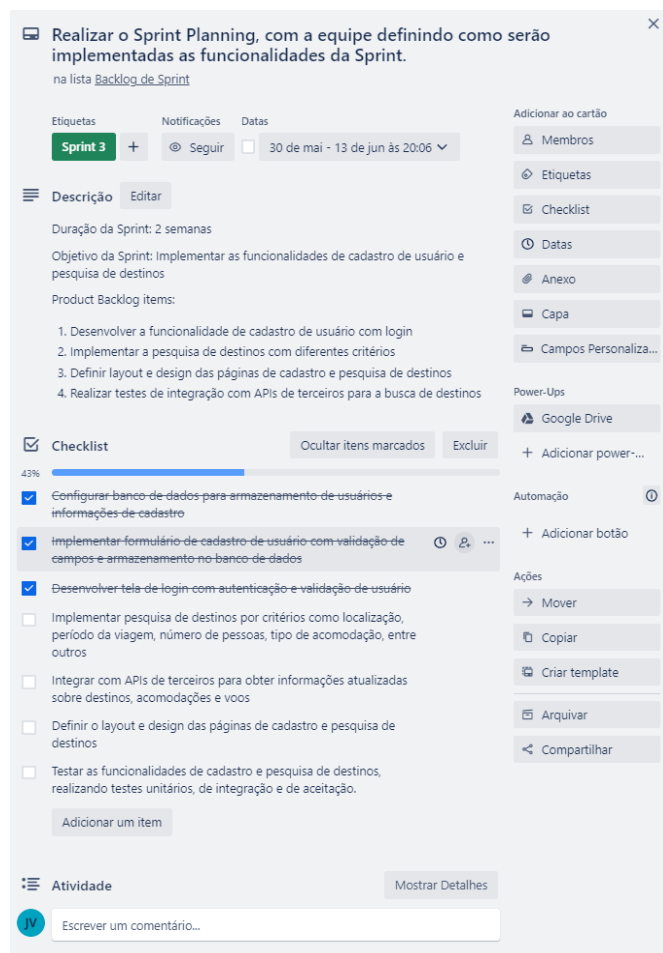 Realizar o Sprint Planning, com a equipe definindo como serão
implementadas as funcionalidades da Sprint.
na lista Backlog de Sprint
Etiquetas
Notificações
Datas
Sprint 3
+
Seguir
30 de mai - 13 de jun às 20:06
Descrição
Editar
Duração da Sprint: 2 semanas
Objetivo da Sprint: Implementar as funcionalidades de cadastro de usuário e
pesquisa de destinos
Product Backlog items:
1. Desenvolver a funcionalidade de cadastro de usuário com login
2. Implementar a pesquisa de destinos com diferentes critérios
3. Definir layout e design das páginas de cadastro e pesquisa de destinos
4. Realizar testes de integração com APIs de terceiros para a busca de destinos
Checklist
Ocultar itens marcados
Excluir
43%
Configurar banco de dados para armazenamento de usuários e
informações de cadastro
Implementar formulário de cadastro de usuário com validação de
campos e armazenamento no banco de dados
Desenvolver tela de login com autenticação e validação de usuário
Implementar pesquisa de destinos por critérios como localização,
período da viagem, número de pessoas, tipo de acomodação, entre
outros
Integrar com APIs de terceiros para obter informações atualizadas
sobre destinos, acomodações e voos
Definir o layout e design das páginas de cadastro e pesquisa de
destinos
Testar as funcionalidades de cadastro e pesquisa de destinos,
realizando testes unitários, de integração e de aceitação.
Adicionar um item
Atividade
Mostrar Detalhes
JV
Escrever um comentário...
Adicionar ao cartão
Membros
Etiquetas
Checklist
Datas
Anexo
Capa
Campos Personaliza...
Power-Ups
Google Drive
+ Adicionar power-...
Automação
+ Adicionar botão
Ações
Mover
Copiar
Criar template
Arquivar
Compartilhar